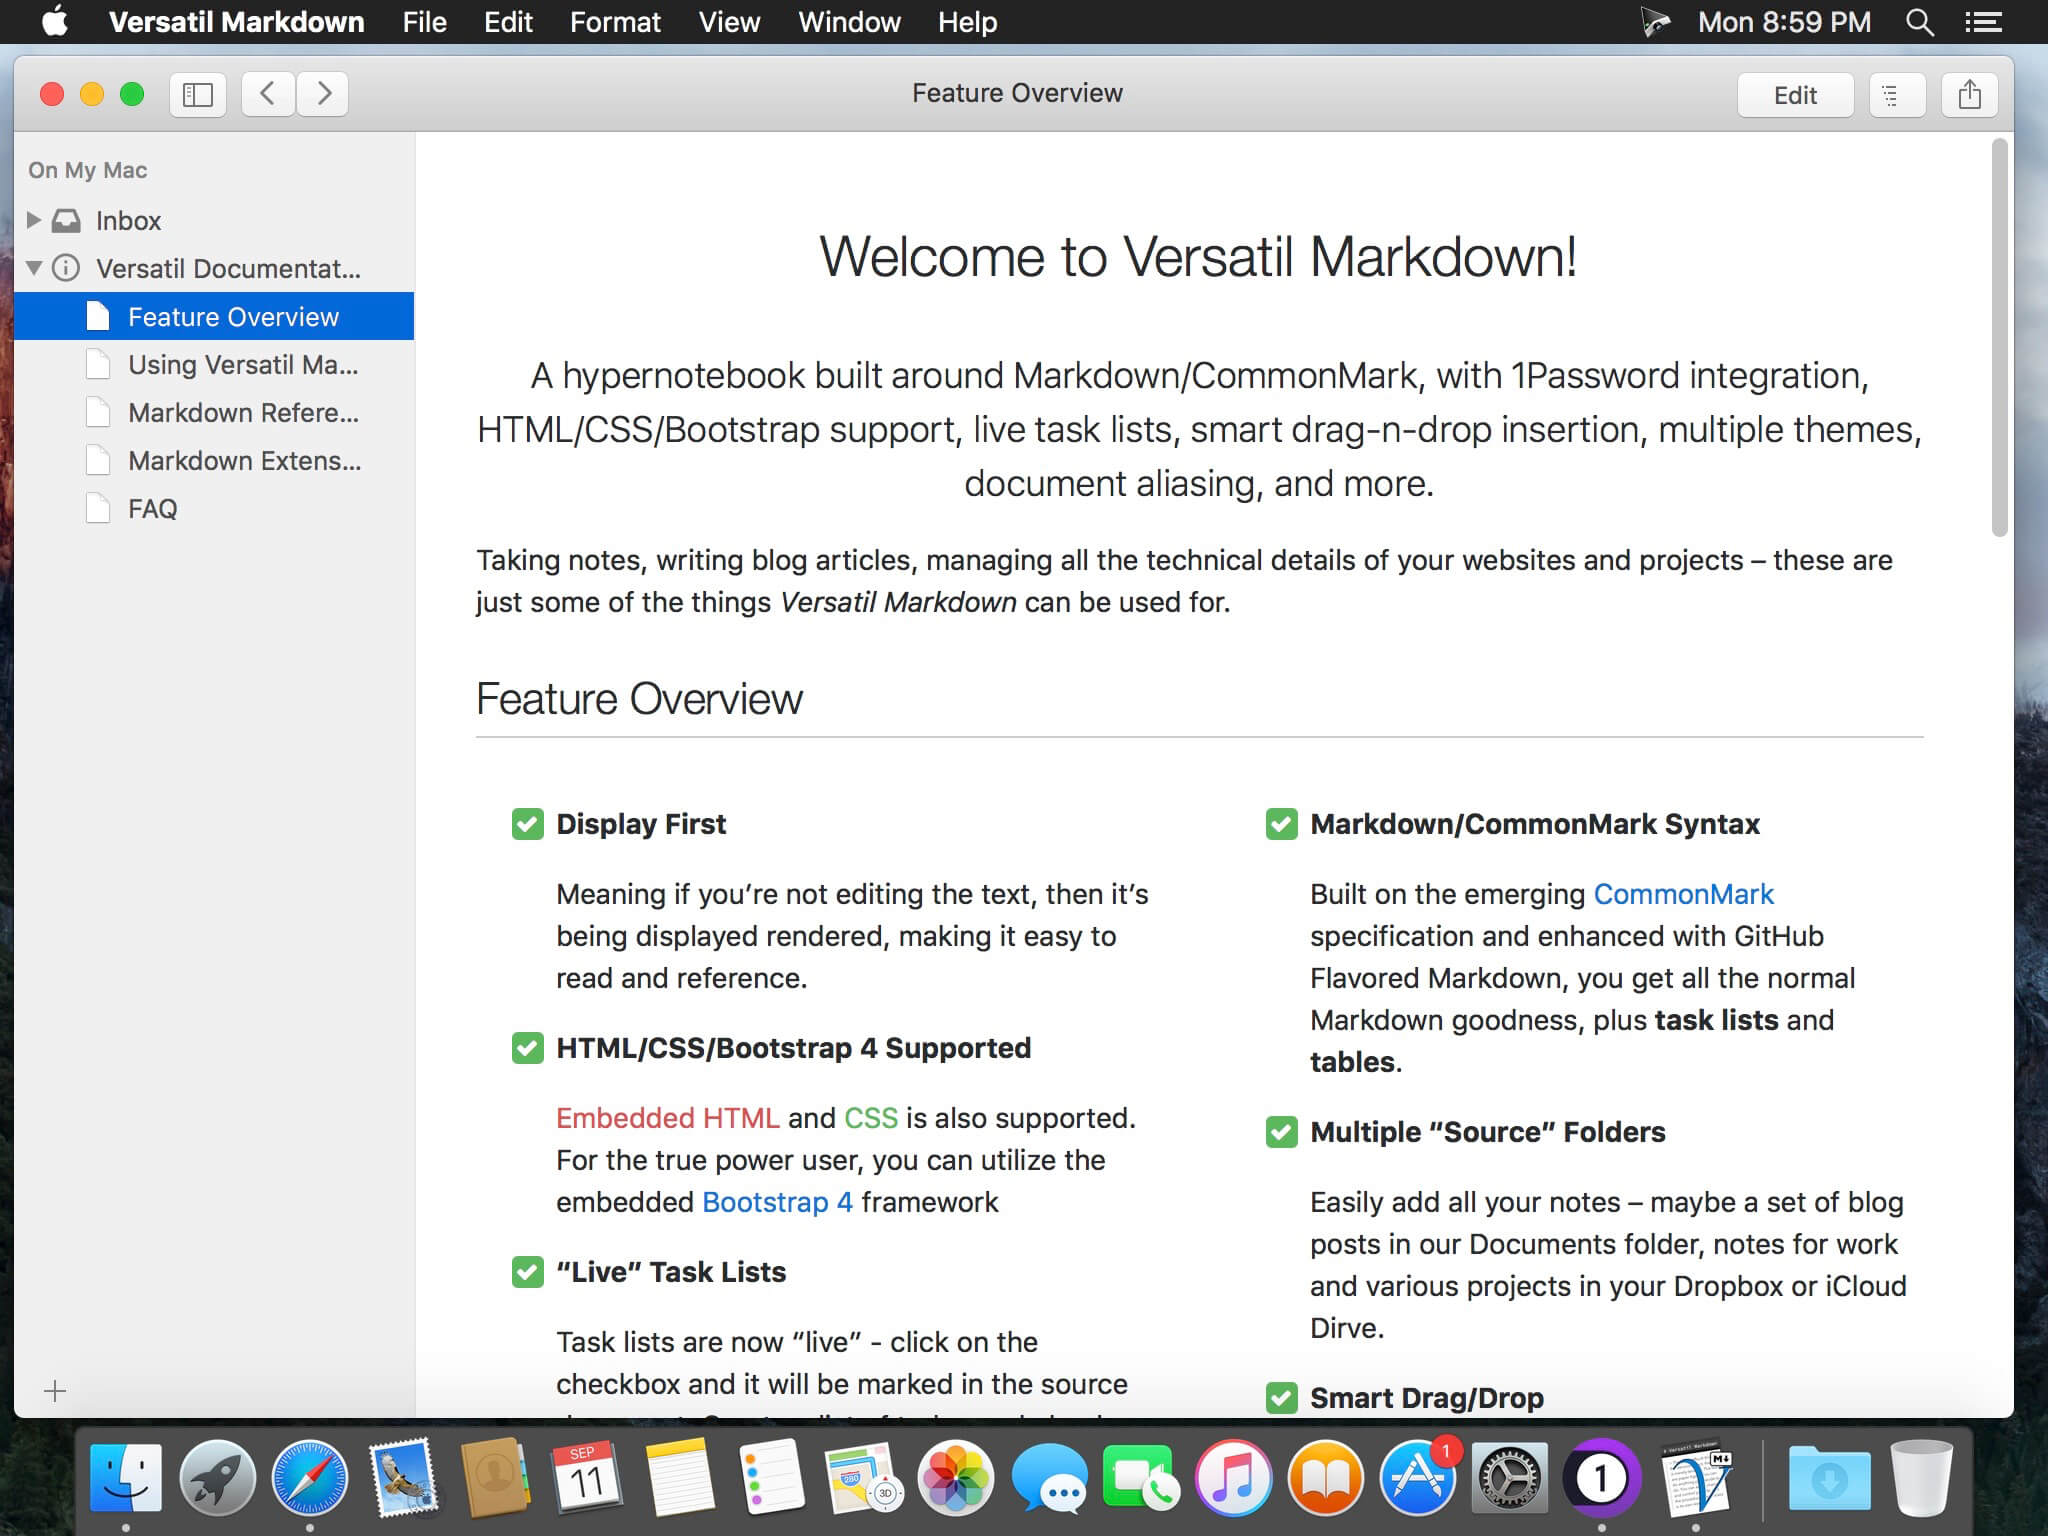 Versatil Markdown File Edit Format View Window Help Mon 8:59 PM
Feature Overview
Edit
On My Mac
Inbox
Versatil Documentat...
Feature Overview
Using Versatil Ma...
Markdown Refere...
Markdown Extens...
FAQ
Welcome to Versatil Markdown!
A hypernotebook built around Markdown/CommonMark, with 1Password integration,
HTML/CSS/Bootstrap support, live task lists, smart drag-n-drop insertion, multiple themes,
document aliasing, and more.
Taking notes, writing blog articles, managing all the technical details of your websites and projects – these are
just some of the things Versatil Markdown can be used for.
Feature Overview
Display First
Meaning if you’re not editing the text, then it’s
being displayed rendered, making it easy to
read and reference.
HTML/CSS/Bootstrap 4 Supported
Embedded HTML and CSS is also supported.
For the true power user, you can utilize the
embedded Bootstrap 4 framework
“Live” Task Lists
Task lists are now “live” - click on the
checkbox and it will be marked in the source
Markdown/CommonMark Syntax
Built on the emerging CommonMark
specification and enhanced with GitHub
Flavored Markdown, you get all the normal
Markdown goodness, plus task lists and
tables.
Multiple “Source” Folders
Easily add all your notes – maybe a set of blog
posts in our Documents folder, notes for work
and various projects in your Dropbox or iCloud
Dirve.
Smart Drag/Drop
SEP
11
280
3D
1
1
Versatil Markdown
M